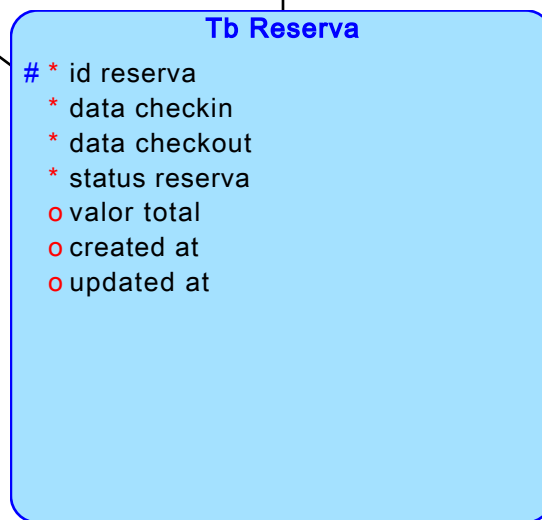 Tb Reserva
# * id reserva
* data checkin
* data checkout
* status reserva
o valor total
o created at
o updated at